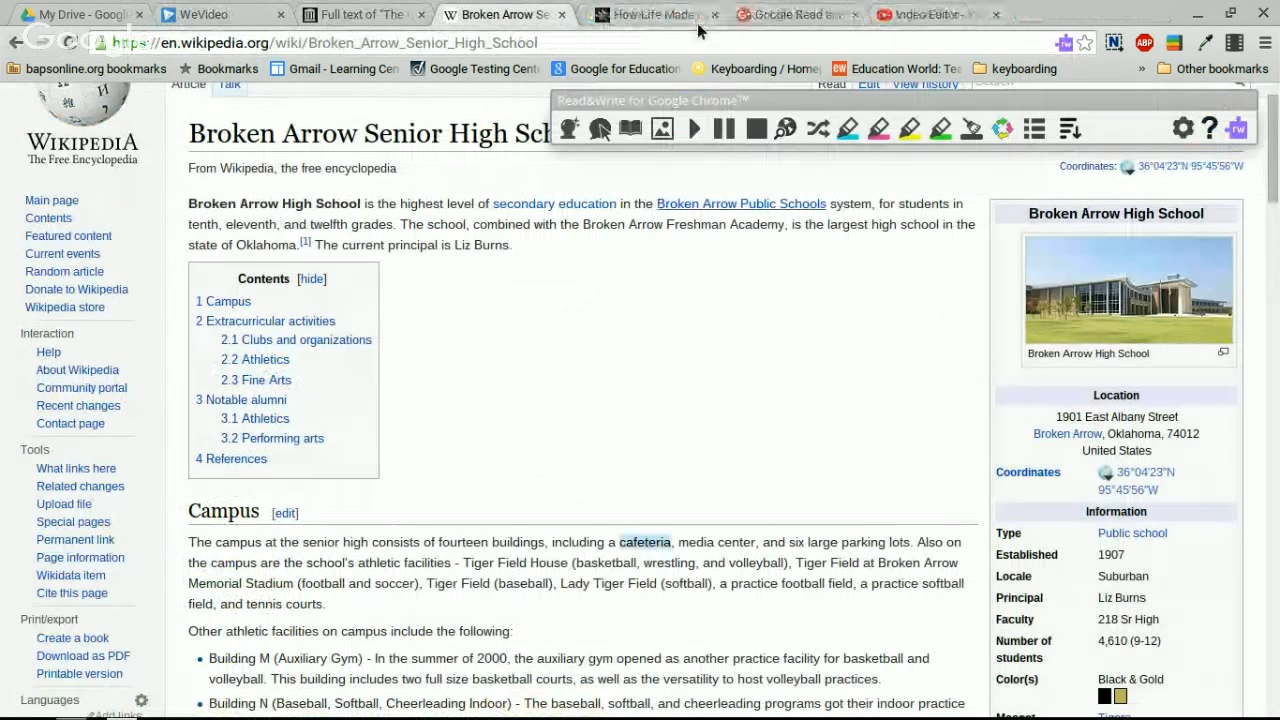 My Drive - Google
WeVideo
Full text of "The
Broken Arrow Se
How Life Made
Google Read
Video Editor - Y
Google
https://en.wikipedia.org/wiki/Broken_Arrow_Senior_High_School
bapsonline.org bookmarks
Bookmarks
Gmail - Learning Cen
Google Testing Cente
Google for Education
Keyboarding / Home
Education World: Tea
keyboarding
»
Other bookmarks
Article
Talk
Read
Edit
View history
Search
Read&Write for Google Chrome™
WIKIPEDIA
The Free Encyclopedia
Main page
Contents
Featured content
Current events
Random article
Donate to Wikipedia
Wikipedia store
Interaction
Help
About Wikipedia
Community portal
Recent changes
Contact page
Tools
What links here
Related changes
Upload file
Special pages
Permanent link
Page information
Wikidata item
Cite this page
Print/export
Create a book
Download as PDF
Printable version
Languages
Add links
Broken Arrow Senior High Sch
From Wikipedia, the free encyclopedia
Coordinates: 36°04′23″N 95°45′56″W
Broken Arrow High School is the highest level of secondary education in the Broken Arrow Public Schools system, for students in
tenth, eleventh, and twelfth grades. The school, combined with the Broken Arrow Freshman Academy, is the largest high school in the
state of Oklahoma.[1] The current principal is Liz Burns.
Contents [hide]
1 Campus
2 Extracurricular activities
2.1 Clubs and organizations
2.2 Athletics
2.3 Fine Arts
3 Notable alumni
3.1 Athletics
3.2 Performing arts
4 References
Campus [edit]
The campus at the senior high consists of fourteen buildings, including a cafeteria, media center, and six large parking lots. Also on
the campus are the school's athletic facilities - Tiger Field House (basketball, wrestling, and volleyball), Tiger Field at Broken Arrow
Memorial Stadium (football and soccer), Tiger Field (baseball), Lady Tiger Field (softball), a practice football field, a practice softball
field, and tennis courts.
Other athletic facilities on campus include the following:
• Building M (Auxiliary Gym) - In the summer of 2000, the auxiliary gym opened as another practice facility for basketball and
volleyball. This building includes two full size basketball courts, as well as the versatility to host volleyball practices.
• Building N (Baseball, Softball, Cheerleading Indoor) - The baseball, softball, and cheerleading programs got their indoor practice
Broken Arrow High School
Broken Arrow High School
Location
1901 East Albany Street
Broken Arrow, Oklahoma, 74012
United States
Coordinates 36°04′23″N
95°45′56″W
Information
Type Public school
Established 1907
Locale Suburban
Principal Liz Burns
Faculty 218 Sr High
Number of students 4,610 (9-12)
Color(s) Black & Gold
Mascot Tigers